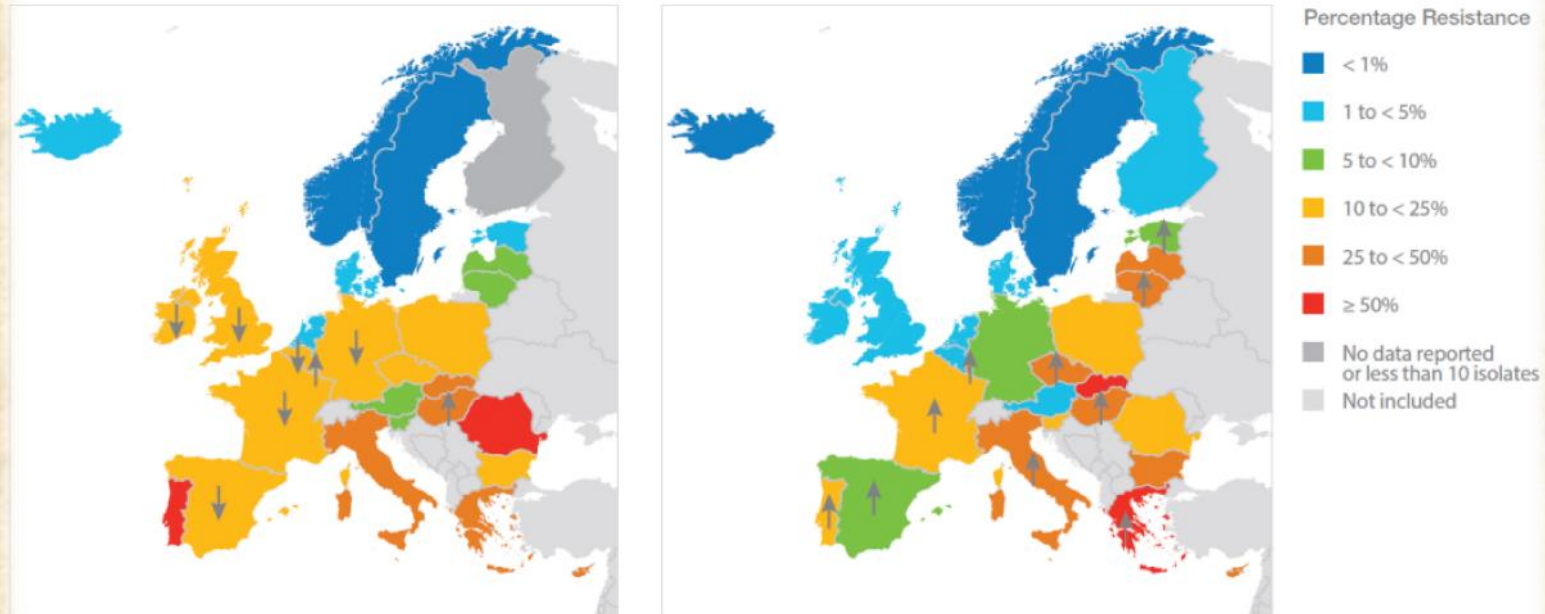 Percentage Resistance
< 1%
1 to < 5%
5 to < 10%
10 to < 25%
25 to < 50%
≥ 50%
No data reported
or less than 10 isolates
Not included